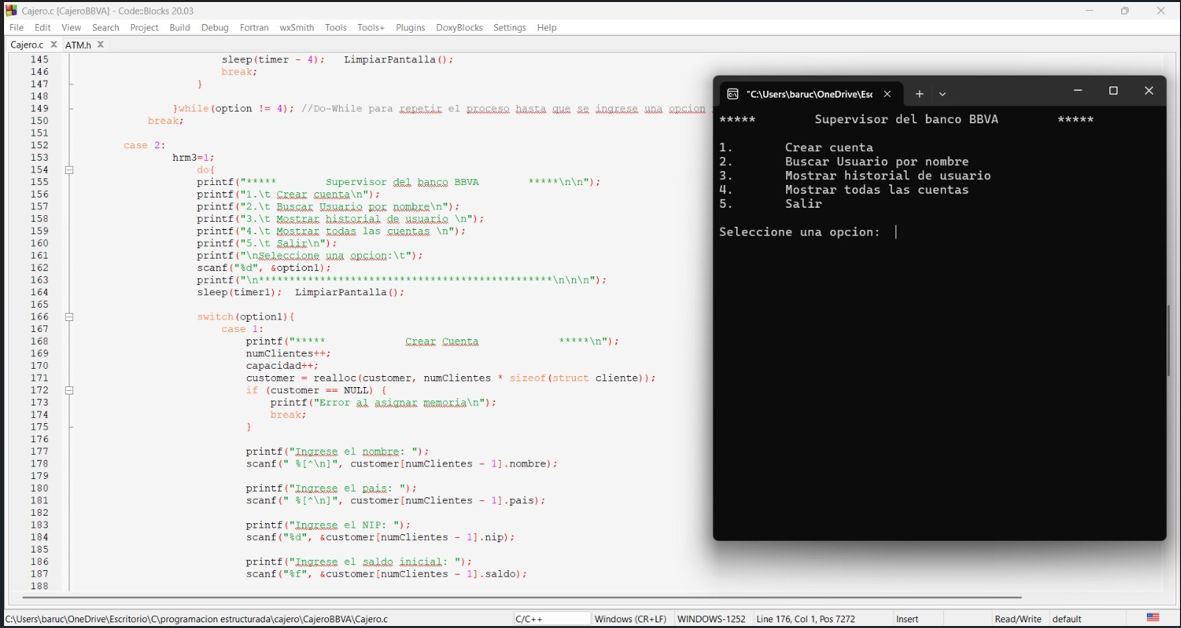 Cajero.c [CajeroBBVA] - Code::Blocks 20.03
File Edit View Search Project Build Debug Fortran wxSmith Tools Tools+ Plugins DoxyBlocks Settings Help
Cajero.c X ATM.h X
145 sleep(timer - 4); LimpiarPantalla();
146 break;
147 }
148
149 }while(option != 4); //Do-While para repetir el proceso hasta que se ingrese una opcion
150 break;
151
152 case 2:
153 hrm3=1;
154 do{
155 printf("***** Supervisor del banco BBVA *****\n\n");
156 printf("1.\t Crear cuenta\n");
157 printf("2.\t Buscar Usuario por nombre\n");
158 printf("3.\t Mostrar historial de usuario \n");
159 printf("4.\t Mostrar todas las cuentas \n");
160 printf("5.\t Salir\n");
161 printf("\nSeleccione una opcion:\t");
162 scanf("%d", &option1);
163 printf("\n************************************************\n\n\n");
164 sleep(timer1); LimpiarPantalla();
165
166 switch(option1){
167 case 1:
168 printf("***** Crear Cuenta *****\n");
169 numClientes++;
170 capacidad++;
171 customer = realloc(customer, numClientes * sizeof(struct cliente));
172 if (customer == NULL) {
173 printf("Error al asignar memoria\n");
174 break;
175 }
176
177 printf("Ingrese el nombre: ");
178 scanf(" %[^\n]", customer[numClientes - 1].nombre);
179
180 printf("Ingrese el pais: ");
181 scanf(" %[^\n]", customer[numClientes - 1].pais);
182
183 printf("Ingrese el NIP: ");
184 scanf("%d", &customer[numClientes - 1].nip);
185
186 printf("Ingrese el saldo inicial: ");
187 scanf("%f", &customer[numClientes - 1].saldo);
188
"C:\Users\baruc\OneDrive\Esc
***** Supervisor del banco BBVA *****
1. Crear cuenta
2. Buscar Usuario por nombre
3. Mostrar historial de usuario
4. Mostrar todas las cuentas
5. Salir
Seleccione una opcion:
C:\Users\baruc\OneDrive\Escritorio\C\programacion estructurada\cajero\CajeroBBVA\Cajero.c C/C++ Windows (CR+LF) WINDOWS-1252 Line 176, Col 1, Pos 7272 Insert Read/Write default